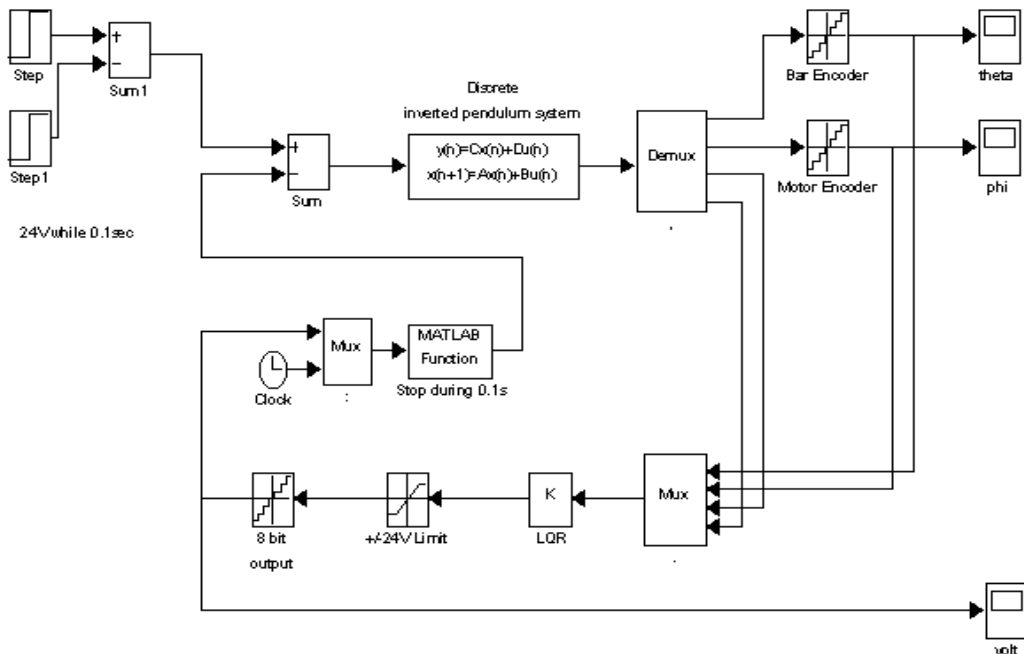 +
−
Step
Sum1
Step1
24V while 0.1sec
+
−
Sum
Discrete
inverted pendulum system
y(n)=Cx(n)+Du(n)
x(n+1)=Ax(n)+Bu(n)
Demux
Bar Encoder
theta
Motor Encoder
phi
Mux
Clock
:
MATLAB
Function
Stop during 0.1s
8 bit
output
+/-24V Limit
K
LQR
Mux
volt